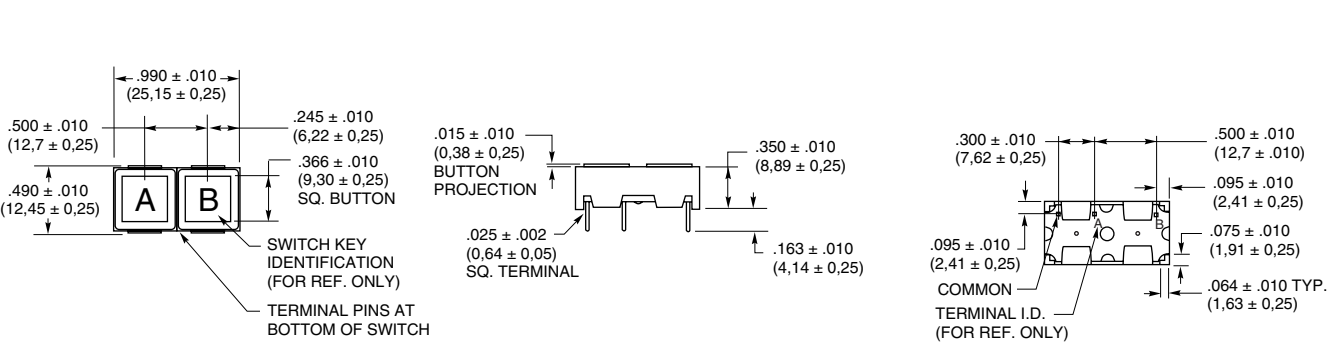 .990 ± .010
(25,15 ± 0,25)
.500 ± .010
(12,7 ± 0,25)
.245 ± .010
(6,22 ± 0,25)
.366 ± .010
(9,30 ± 0,25)
SQ. BUTTON
.490 ± .010
(12,45 ± 0,25)
A
B
SWITCH KEY
IDENTIFICATION
(FOR REF. ONLY)
TERMINAL PINS AT
BOTTOM OF SWITCH
.015 ± .010
(0,38 ± 0,25)
BUTTON
PROJECTION
.350 ± .010
(8,89 ± 0,25)
.025 ± .002
(0,64 ± 0,05)
SQ. TERMINAL
.163 ± .010
(4,14 ± 0,25)
.300 ± .010
(7,62 ± 0,25)
.500 ± .010
(12,7 ± .010)
.095 ± .010
(2,41 ± 0,25)
A
B
.075 ± .010
(1,91 ± 0,25)
.095 ± .010
(2,41 ± 0,25)
COMMON
.064 ± .010 TYP.
(1,63 ± 0,25)
TERMINAL I.D.
(FOR REF. ONLY)